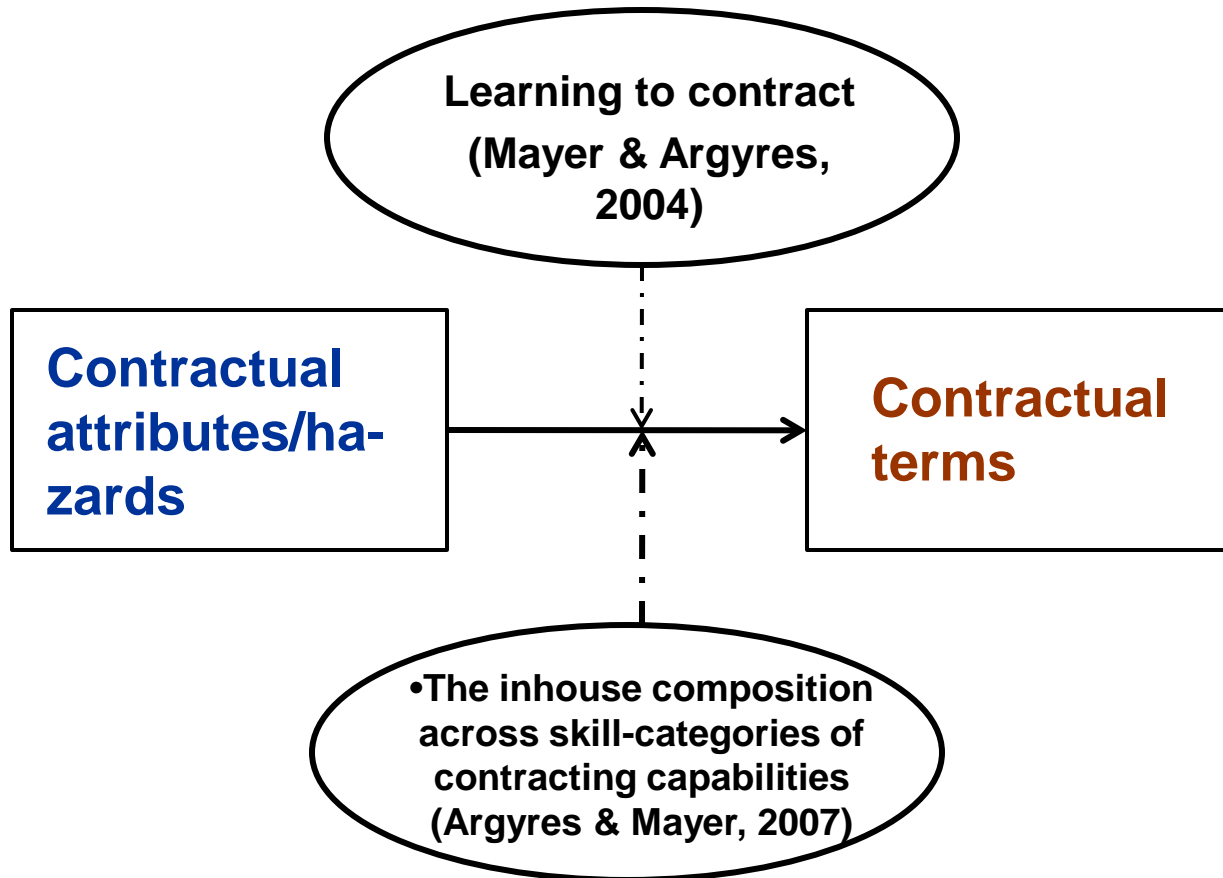 Learning to contract
(Mayer & Argyres,
2004)
Contractual
attributes/ha-
zards
Contractual
terms
•The inhouse composition
across skill-categories of
contracting capabilities
(Argyres & Mayer, 2007)